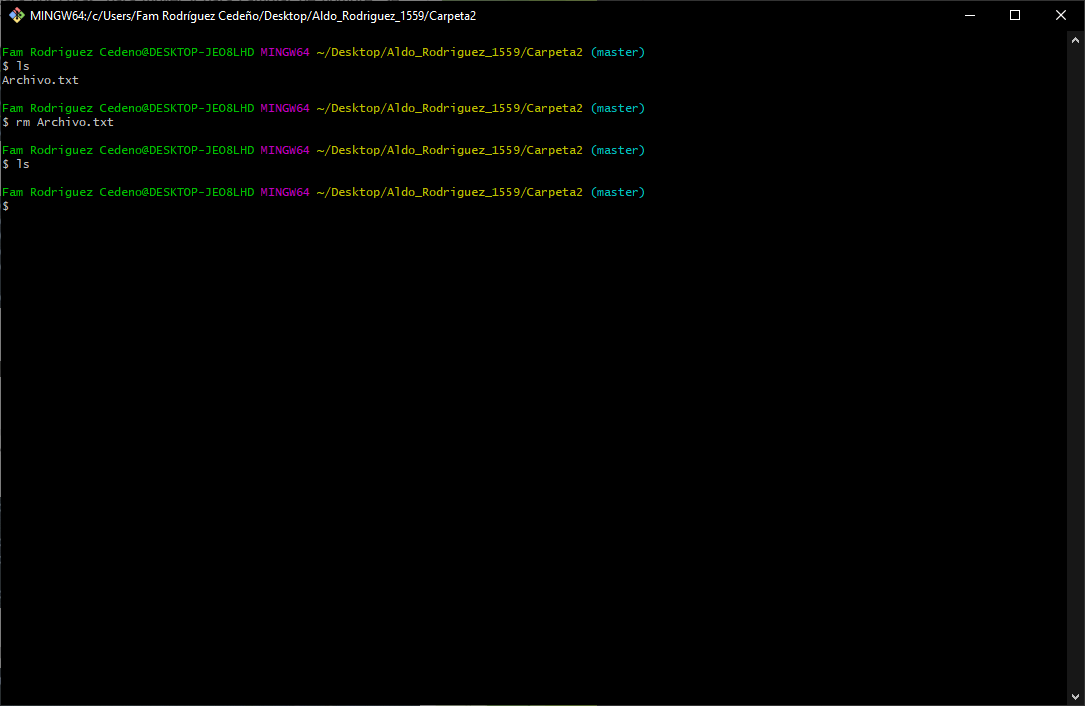 MINGW64:/c/Users/Fam Rodríguez Cedeño/Desktop/Aldo_Rodriguez_1559/Carpeta2
Fam Rodriguez Cedeno@DESKTOP-JEO8LHD MINGW64 ~/Desktop/Aldo_Rodriguez_1559/Carpeta2 (master)
$ ls
Archivo.txt
Fam Rodriguez Cedeno@DESKTOP-JEO8LHD MINGW64 ~/Desktop/Aldo_Rodriguez_1559/Carpeta2 (master)
$ rm Archivo.txt
Fam Rodriguez Cedeno@DESKTOP-JEO8LHD MINGW64 ~/Desktop/Aldo_Rodriguez_1559/Carpeta2 (master)
$ ls
Fam Rodriguez Cedeno@DESKTOP-JEO8LHD MINGW64 ~/Desktop/Aldo_Rodriguez_1559/Carpeta2 (master)
$